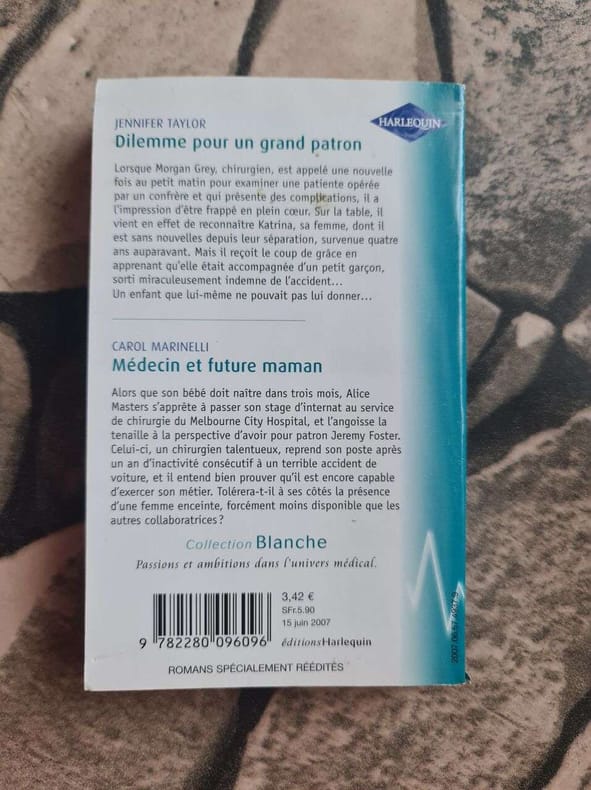 JENNIFER TAYLOR
HARLEQUIN
Dilemme pour un grand patron
Lorsque Morgan Grey, chirurgien, est appelé une nouvelle
fois au petit matin pour examiner une patiente opérée
par un confrère et qui présente des complications, il a
l'impression d'être frappé en plein cœur. Sur la table, il
vient en effet de reconnaître Katrina, sa femme, dont il
est sans nouvelles depuis leur séparation, survenue quatre
ans auparavant. Mais il reçoit le coup de grâce en
apprenant qu'elle était accompagnée d'un petit garçon,
sorti miraculeusement indemne de l'accident...
Un enfant que lui-même ne pouvait pas lui donner...
CAROL MARINELLI
Médecin et future maman
Alors que son bébé doit naître dans trois mois, Alice
Masters s'apprête à passer son stage d'internat au service
de chirurgie du Melbourne City Hospital, et l'angoisse la
tenaille à la perspective d'avoir pour patron Jeremy Foster.
Celui-ci, un chirurgien talentueux, reprend son poste après
un an d'inactivité consécutif à un terrible accident de
voiture, et il entend bien prouver qu'il est encore capable
d'exercer son métier. Tolérera-t-il à ses côtés la présence
d'une femme enceinte, forcément moins disponible que les
autres collaboratrices ?
Collection Blanche
Passions et ambitions dans l'univers médical.
3,42 €
SFr.5.90
15 juin 2007
9 782280 096096
éditionsHarlequin
ROMANS SPÉCIALEMENT RÉÉDITÉS